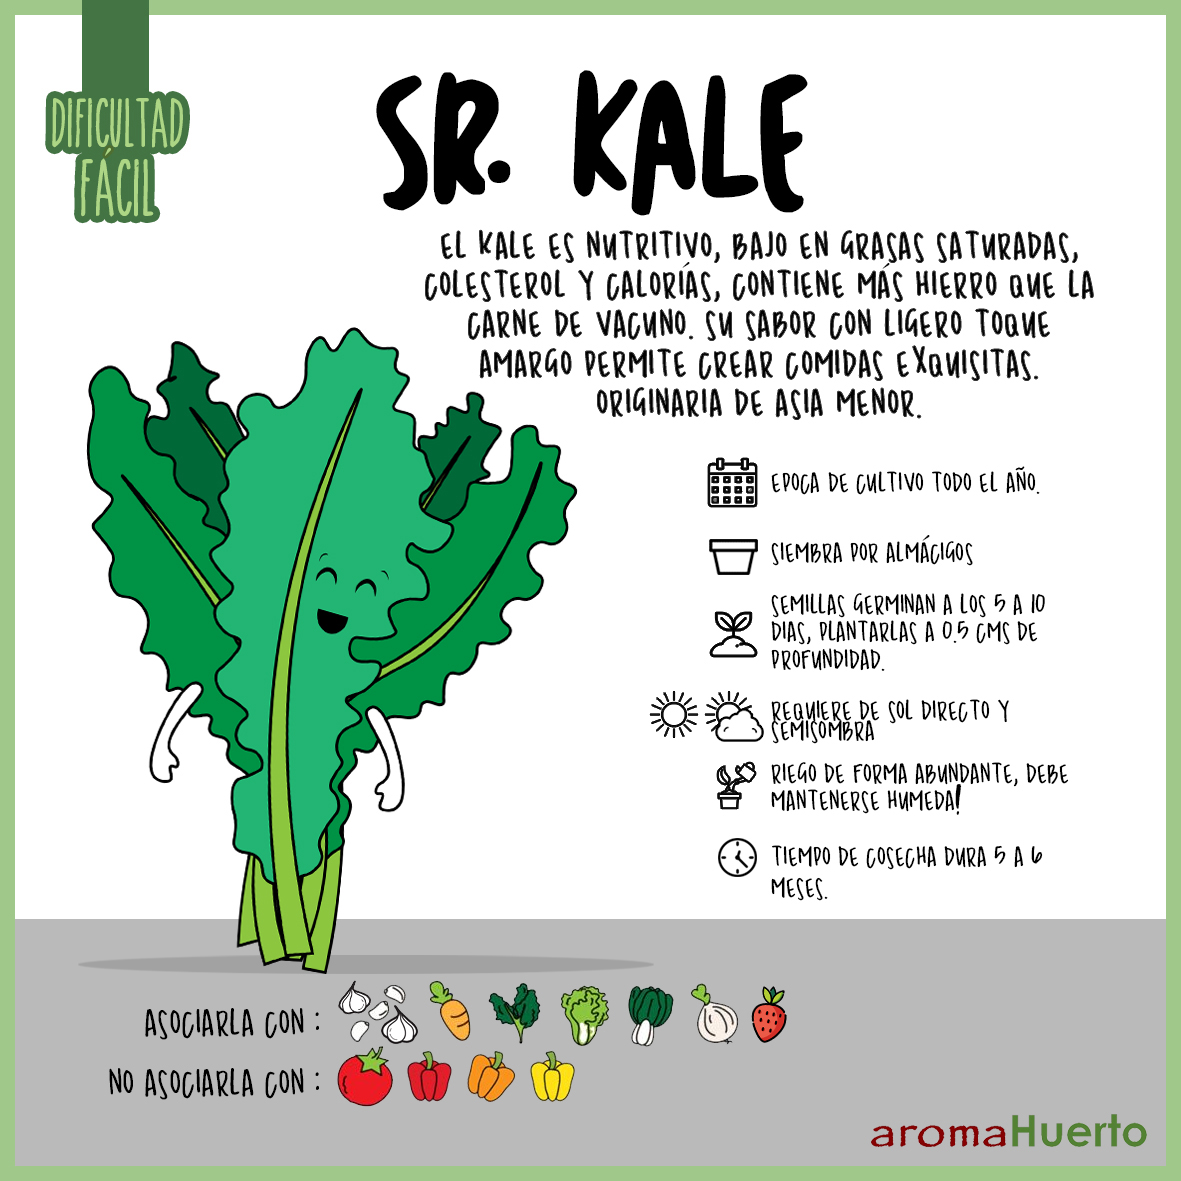 DIFICULTAD
FÁCIL
SR. KALE
EL KALE ES NUTRITIVO, BAJO EN GRASAS SATURADAS,
COLESTEROL Y CALORÍAS, CONTIENE MÁS HIERRO QUE LA
CARNE DE VACUNO. SU SABOR CON LIGERO TOQUE
AMARGO PERMITE CREAR COMIDAS EXQUISITAS.
ORIGINARIA DE ASIA MENOR.
EPOCA DE CULTIVO TODO EL AÑO.
SIEMBRA POR ALMÁCIGOS
SEMILLAS GERMINAN A LOS 5 A 10
DIAS, PLANTARLAS A 0.5 CMS DE
PROFUNDIDAD.
REQUIERE DE SOL DIRECTO Y
SEMISOMBRA
RIEGO DE FORMA ABUNDANTE, DEBE
MANTENERSE HUMEDA!
TIEMPO DE COSECHA DURA 5 A 6
MESES.
ASOCIARLA CON :
NO ASOCIARLA CON :
aromaHuerto